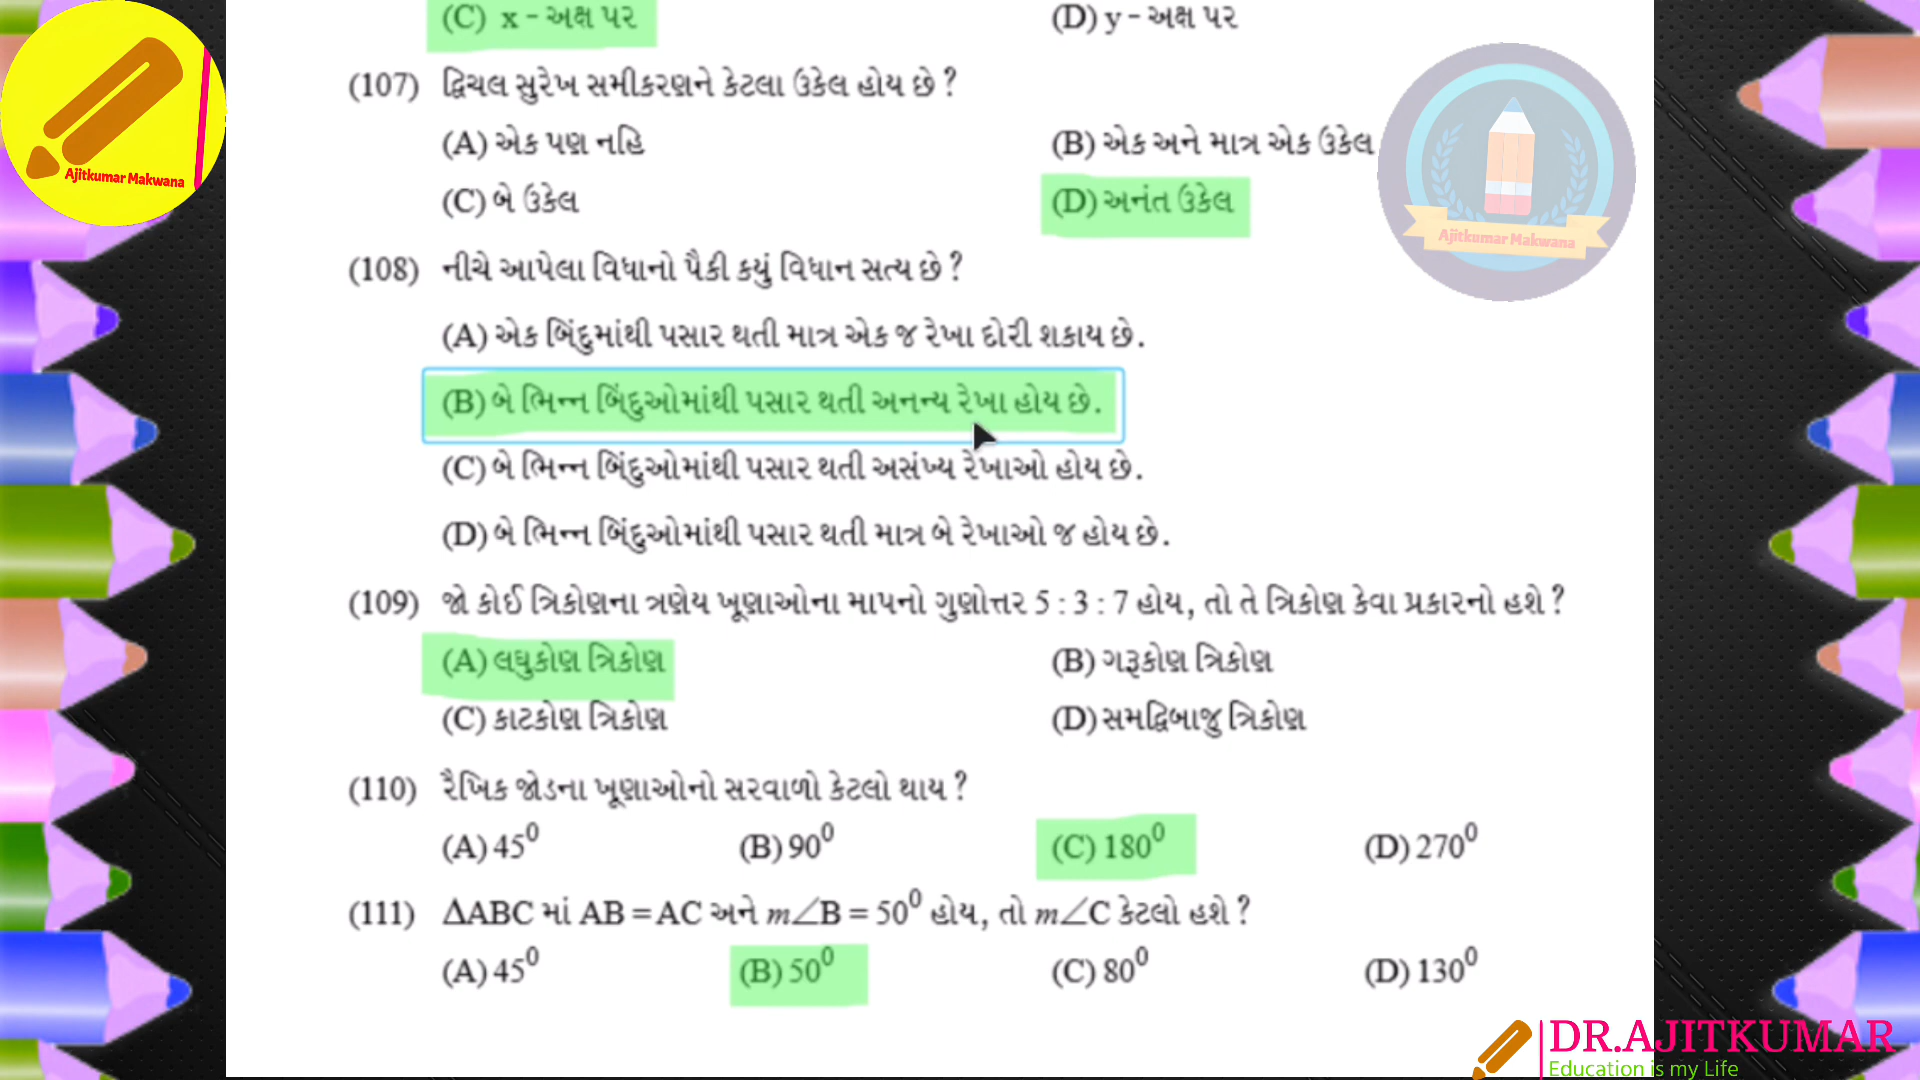 (C) x - અક્ષ પર
(D) y - અક્ષ પર
Ajitkumar Makwana
(107) દ્વિચલ સુરેખ સમીકરણને કેટલા ઉકેલ હોય છે ?
(A) એક પણ નહિ
(B) એક અને માત્ર એક ઉકેલ
(C) બે ઉકેલ
(D) અનંત ઉકેલ
Ajitkumar Makwana
(108) નીચે આપેલા વિધાનો પૈકી કયું વિધાન સત્ય છે ?
(A) એક બિંદુમાંથી પસાર થતી માત્ર એક જ રેખા દોરી શકાય છે.
(B) બે ભિન્ન બિંદુઓમાંથી પસાર થતી અનન્ય રેખા હોય છે.
(C) બે ભિન્ન બિંદુઓમાંથી પસાર થતી અસંખ્ય રેખાઓ હોય છે.
(D) બે ભિન્ન બિંદુઓમાંથી પસાર થતી માત્ર બે રેખાઓ જ હોય છે.
(109) જો કોઈ ત્રિકોણના ત્રણેય ખૂણાઓના માપનો ગુણોત્તર 5 : 3 : 7 હોય, તો તે ત્રિકોણ કેવા પ્રકારનો હશે ?
(A) લઘુકોણ ત્રિકોણ
(B) ગરૂકોણ ત્રિકોણ
(C) કાટકોણ ત્રિકોણ
(D) સમદ્વિબાજુ ત્રિકોણ
(110) રૈખિક જોડના ખૂણાઓનો સરવાળો કેટલો થાય ?
(A) 45⁰ (B) 90⁰ (C) 180⁰ (D) 270⁰
(111) ΔABC માં AB = AC અને m∠B = 50⁰ હોય, તો m∠C કેટલો હશે ?
(A) 45⁰ (B) 50⁰ (C) 80⁰ (D) 130⁰
DR.AJITKUMAR
Education is my Life